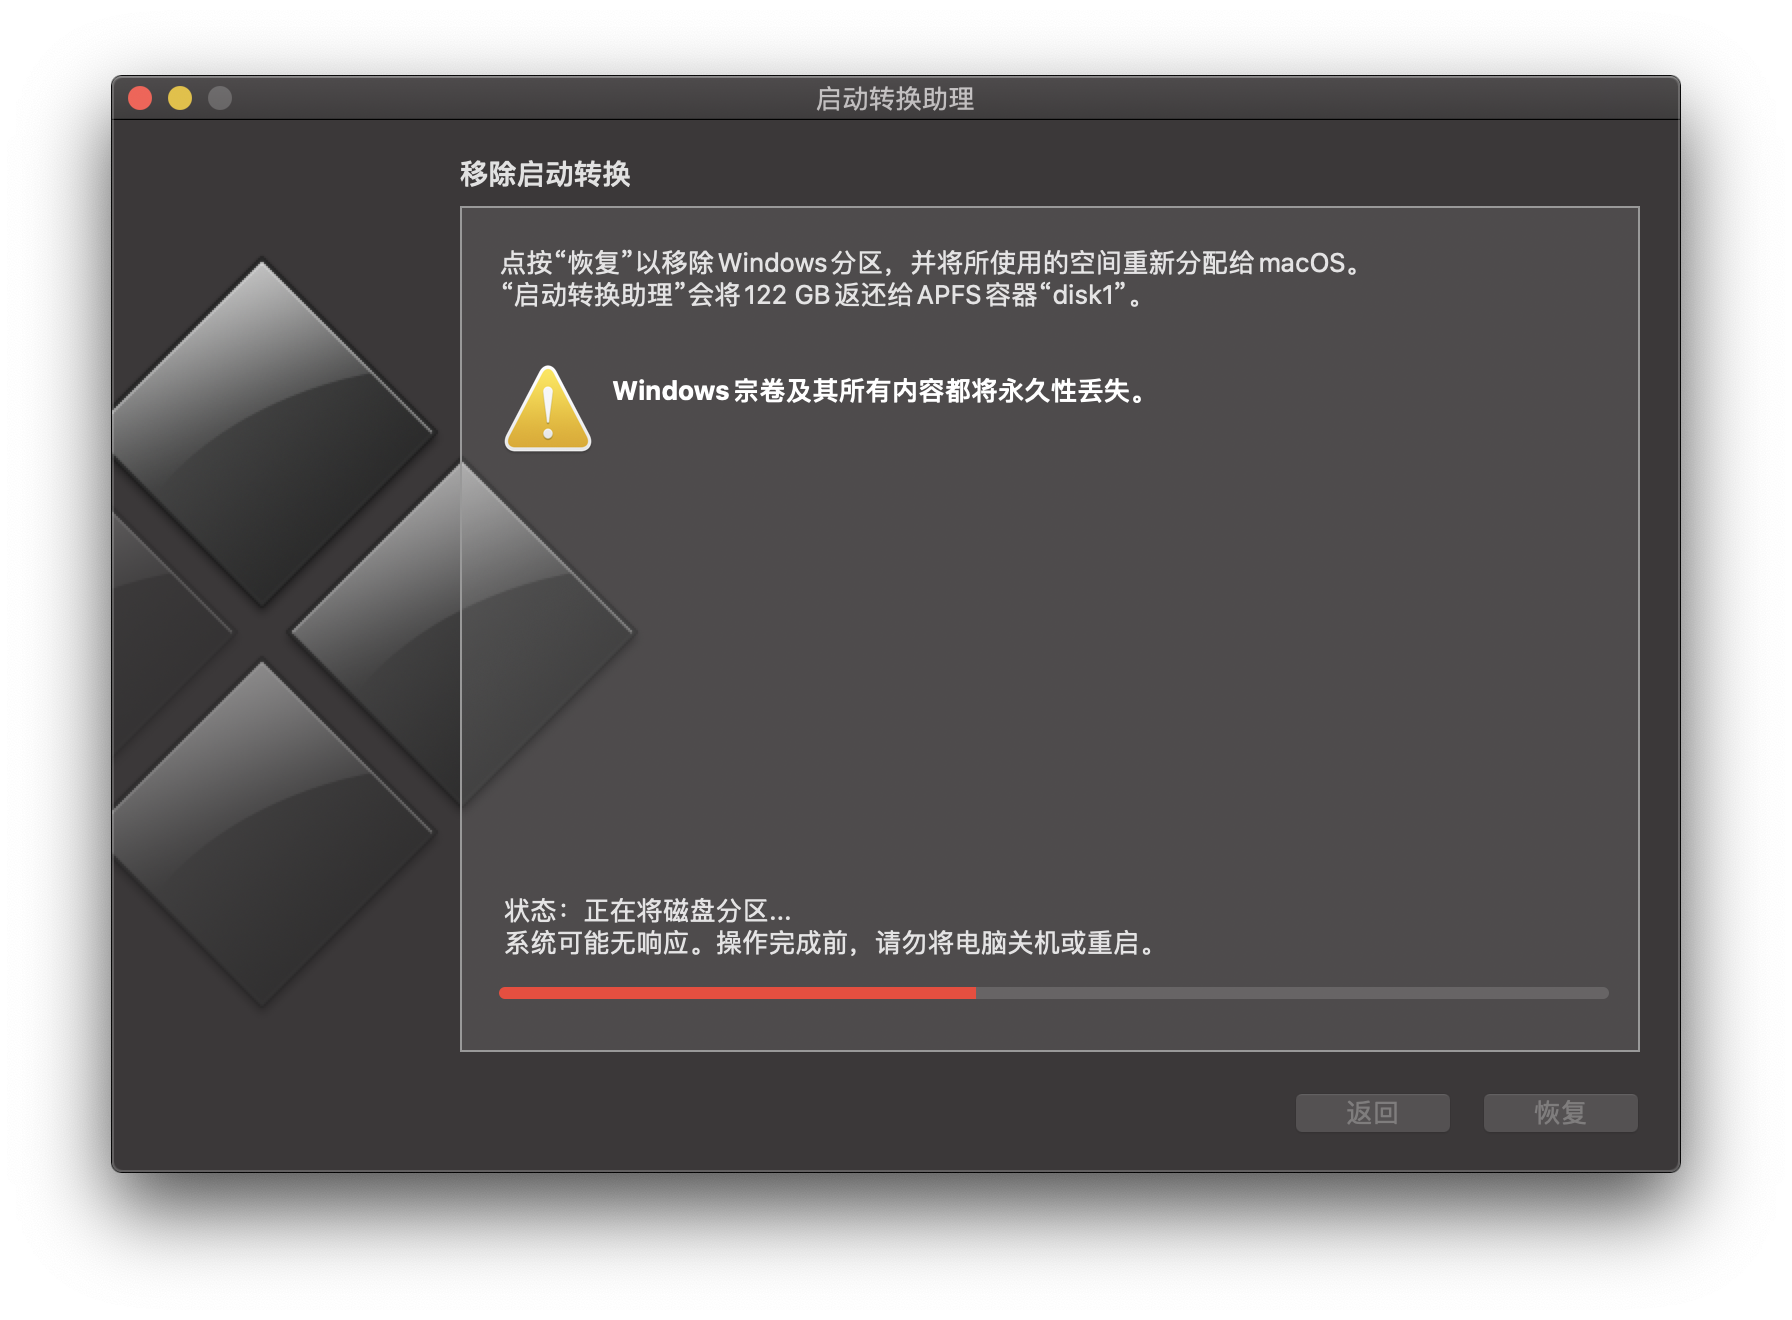 启动转换助理
移除启动转换
点按“恢复”以移除Windows分区，并将所使用的空间重新分配给macOS。
“启动转换助理”会将122 GB返还给APFS容器“disk1”。
Windows宗卷及其所有内容都将永久性丢失。
状态：正在将磁盘分区...
系统可能无响应。操作完成前，请勿将电脑关机或重启。
返回
恢复